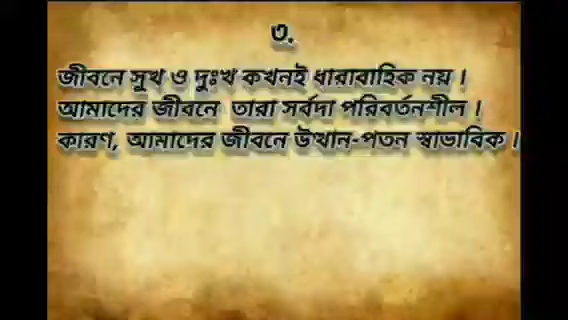 ৩.
জীবনে সুখ ও দুঃখ কখনই ধারাবাহিক নয় ।
আমাদের জীবনে তারা সর্বদা পরিবর্তনশীল ।
কারণ, আমাদের জীবনে উত্থান-পতন স্বাভাবিক ।